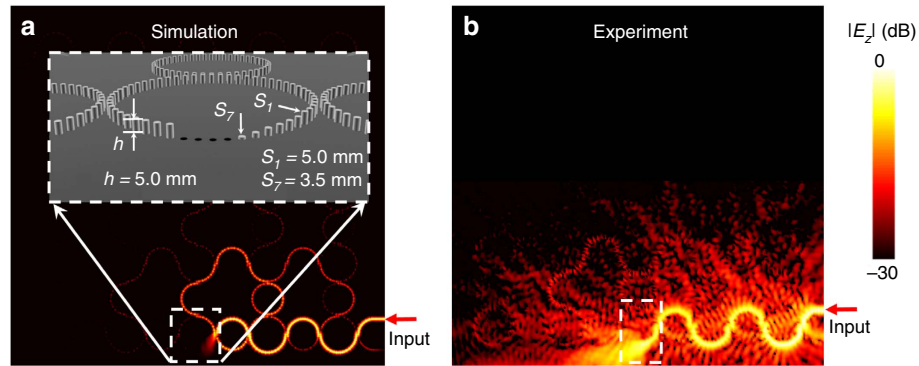 a
Simulation
S₇
S₁
h
S₁ = 5.0 mm
h = 5.0 mm
S₇ = 3.5 mm
Input
b
Experiment
Input
|E_z| (dB)
0
–30